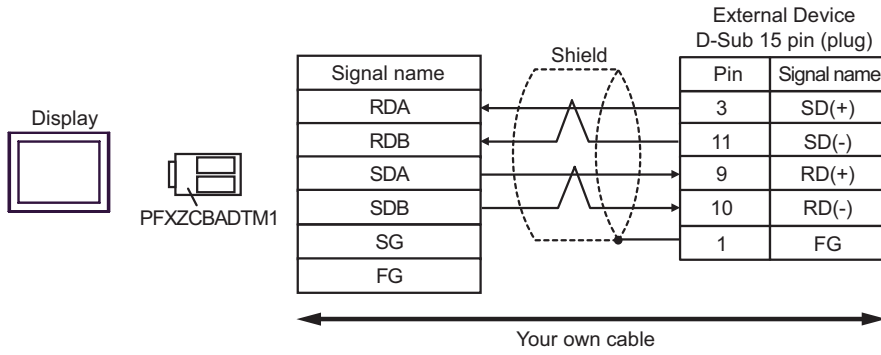 External Device
D-Sub 15 pin (plug)
Shield
Signal name
Pin Signal name
RDA 3 SD(+)
Display
RDB 11 SD(-)
SDA 9 RD(+)
SDB 10 RD(-)
PFXZCBADTM1
SG 1 FG
FG
Your own cable